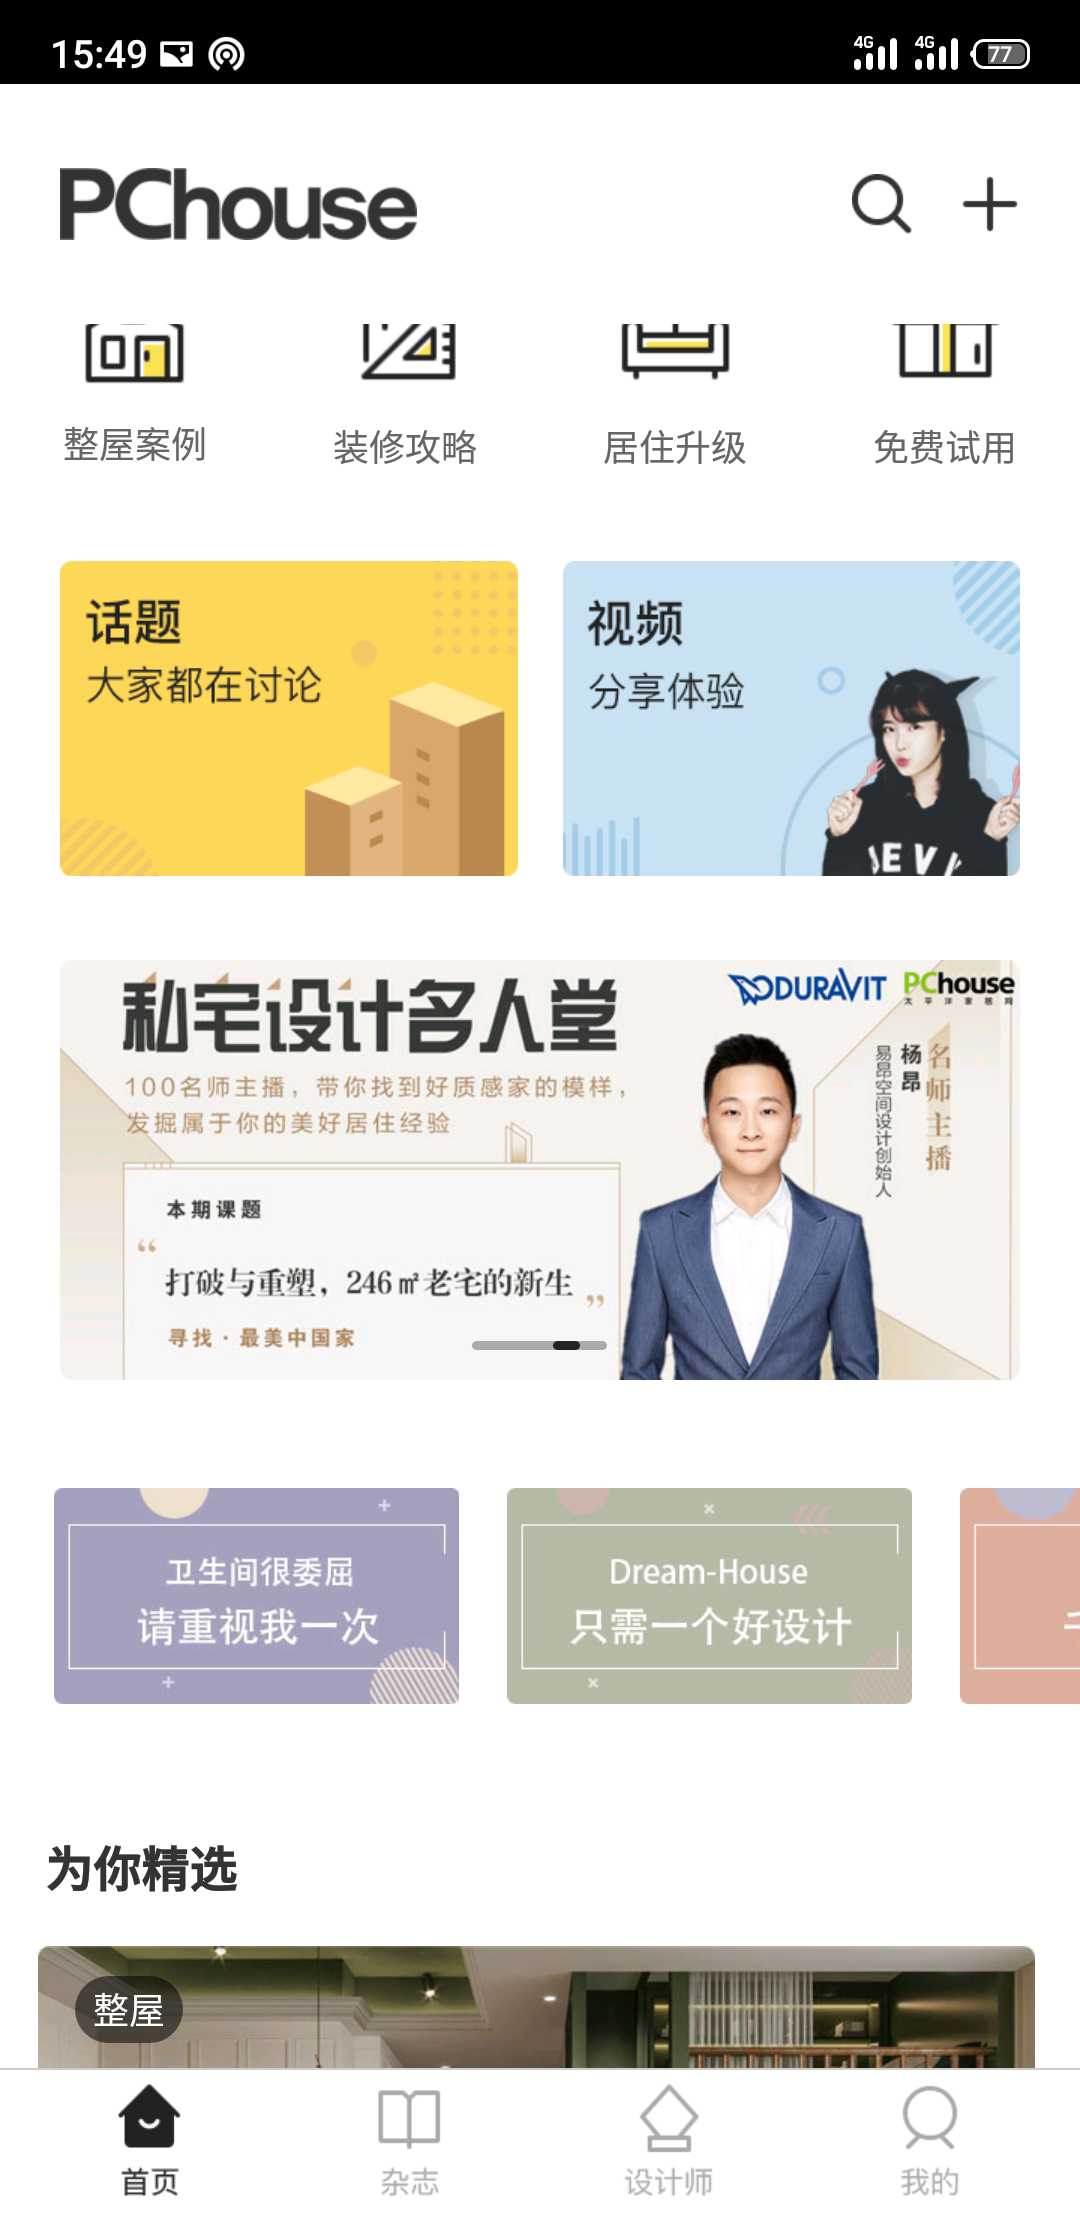 15:49
4G
4G
77
PChouse
整屋案例
装修攻略
居住升级
免费试用
话题
大家都在讨论
视频
分享体验
私宅设计名人堂
100名师主播，带你找到好质感家的模样，
发掘属于你的美好居住经验
DURAVIT
PChouse
太平洋家居网
名师主播
杨昂
易昂空间设计创始人
本期课题
“打破与重塑，246㎡老宅的新生”
寻找·最美中国家
卫生间很委屈
请重视我一次
Dream-House
只需一个好设计
为你精选
整屋
首页
杂志
设计师
我的